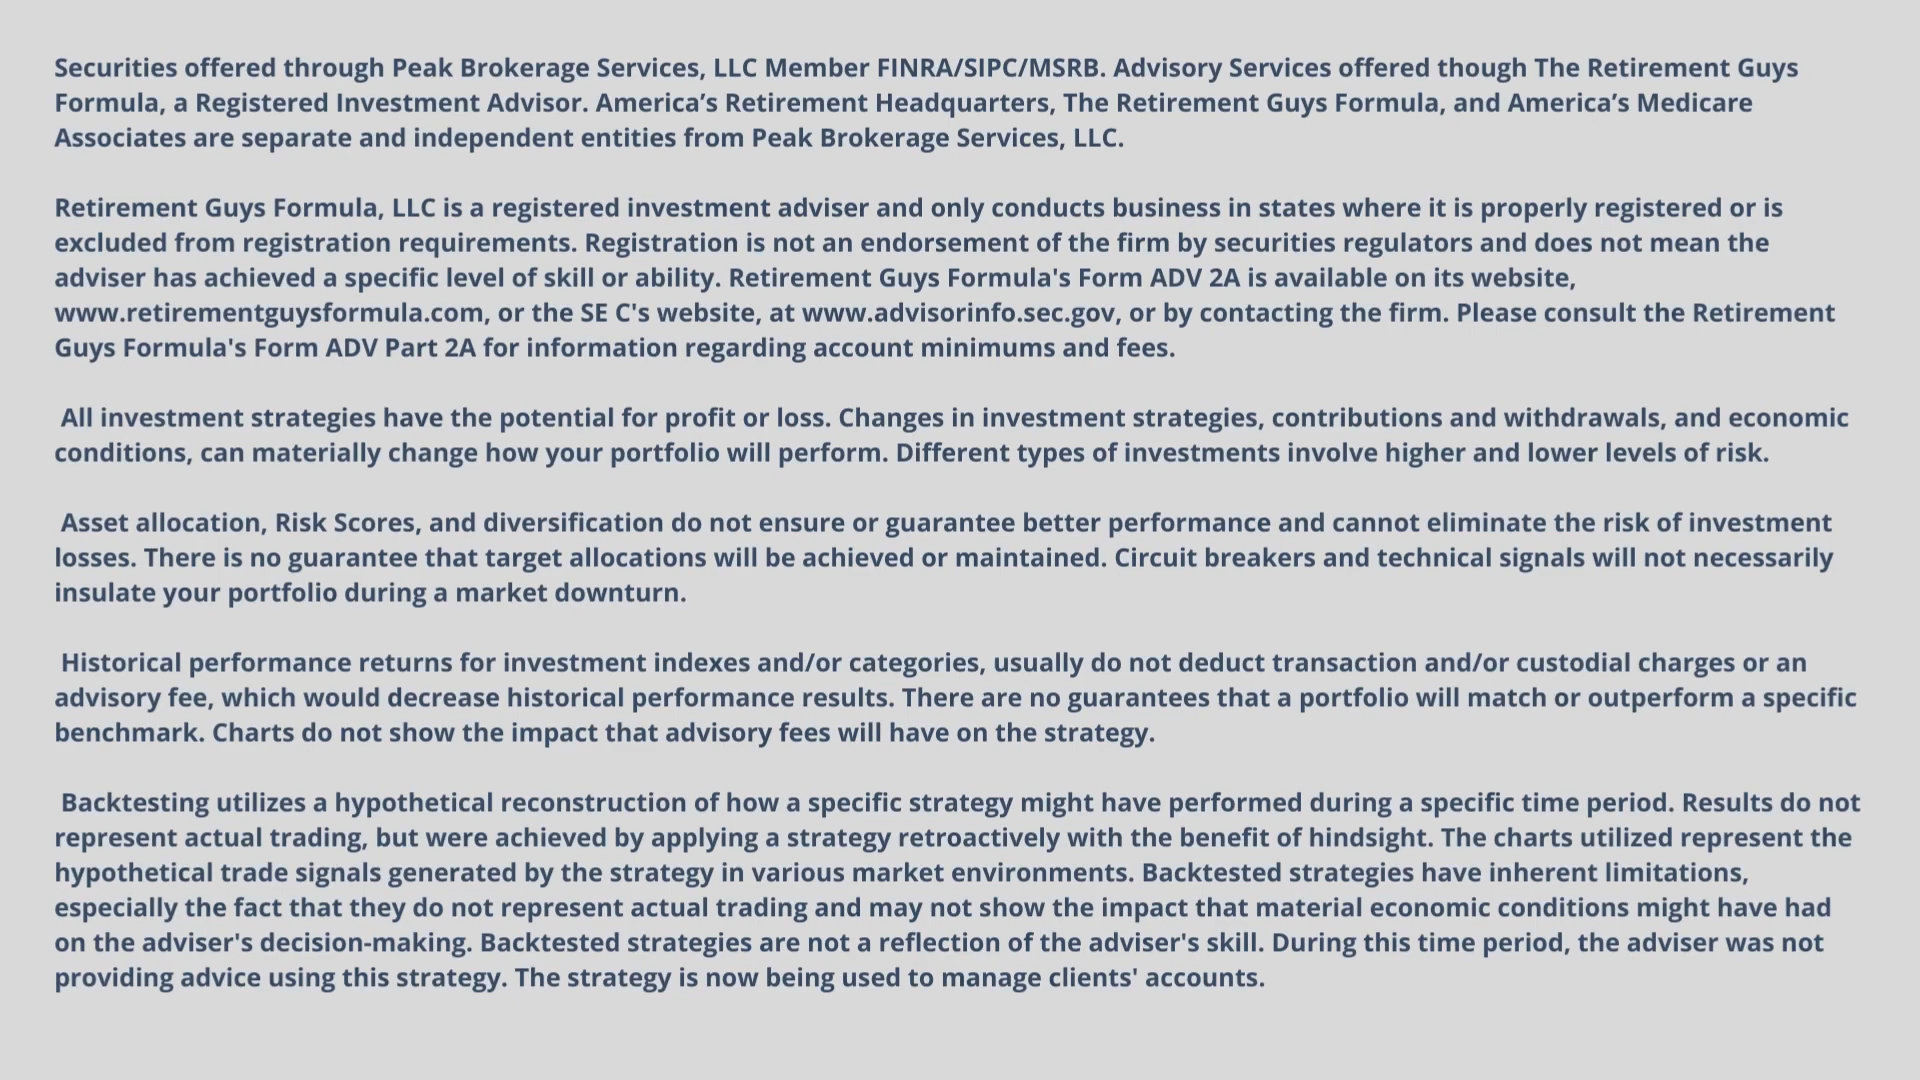 Securities offered through Peak Brokerage Services, LLC Member FINRA/SIPC/MSRB. Advisory Services offered though The Retirement Guys
Formula, a Registered Investment Advisor. America’s Retirement Headquarters, The Retirement Guys Formula, and America’s Medicare
Associates are separate and independent entities from Peak Brokerage Services, LLC.
Retirement Guys Formula, LLC is a registered investment adviser and only conducts business in states where it is properly registered or is
excluded from registration requirements. Registration is not an endorsement of the firm by securities regulators and does not mean the
adviser has achieved a specific level of skill or ability. Retirement Guys Formula's Form ADV 2A is available on its website,
www.retirementguysformula.com, or the SE C's website, at www.advisorinfo.sec.gov, or by contacting the firm. Please consult the Retirement
Guys Formula's Form ADV Part 2A for information regarding account minimums and fees.
All investment strategies have the potential for profit or loss. Changes in investment strategies, contributions and withdrawals, and economic
conditions, can materially change how your portfolio will perform. Different types of investments involve higher and lower levels of risk.
Asset allocation, Risk Scores, and diversification do not ensure or guarantee better performance and cannot eliminate the risk of investment
losses. There is no guarantee that target allocations will be achieved or maintained. Circuit breakers and technical signals will not necessarily
insulate your portfolio during a market downturn.
Historical performance returns for investment indexes and/or categories, usually do not deduct transaction and/or custodial charges or an
advisory fee, which would decrease historical performance results. There are no guarantees that a portfolio will match or outperform a specific
benchmark. Charts do not show the impact that advisory fees will have on the strategy.
Backtesting utilizes a hypothetical reconstruction of how a specific strategy might have performed during a specific time period. Results do not
represent actual trading, but were achieved by applying a strategy retroactively with the benefit of hindsight. The charts utilized represent the
hypothetical trade signals generated by the strategy in various market environments. Backtested strategies have inherent limitations,
especially the fact that they do not represent actual trading and may not show the impact that material economic conditions might have had
on the adviser's decision-making. Backtested strategies are not a reflection of the adviser's skill. During this time period, the adviser was not
providing advice using this strategy. The strategy is now being used to manage clients' accounts.